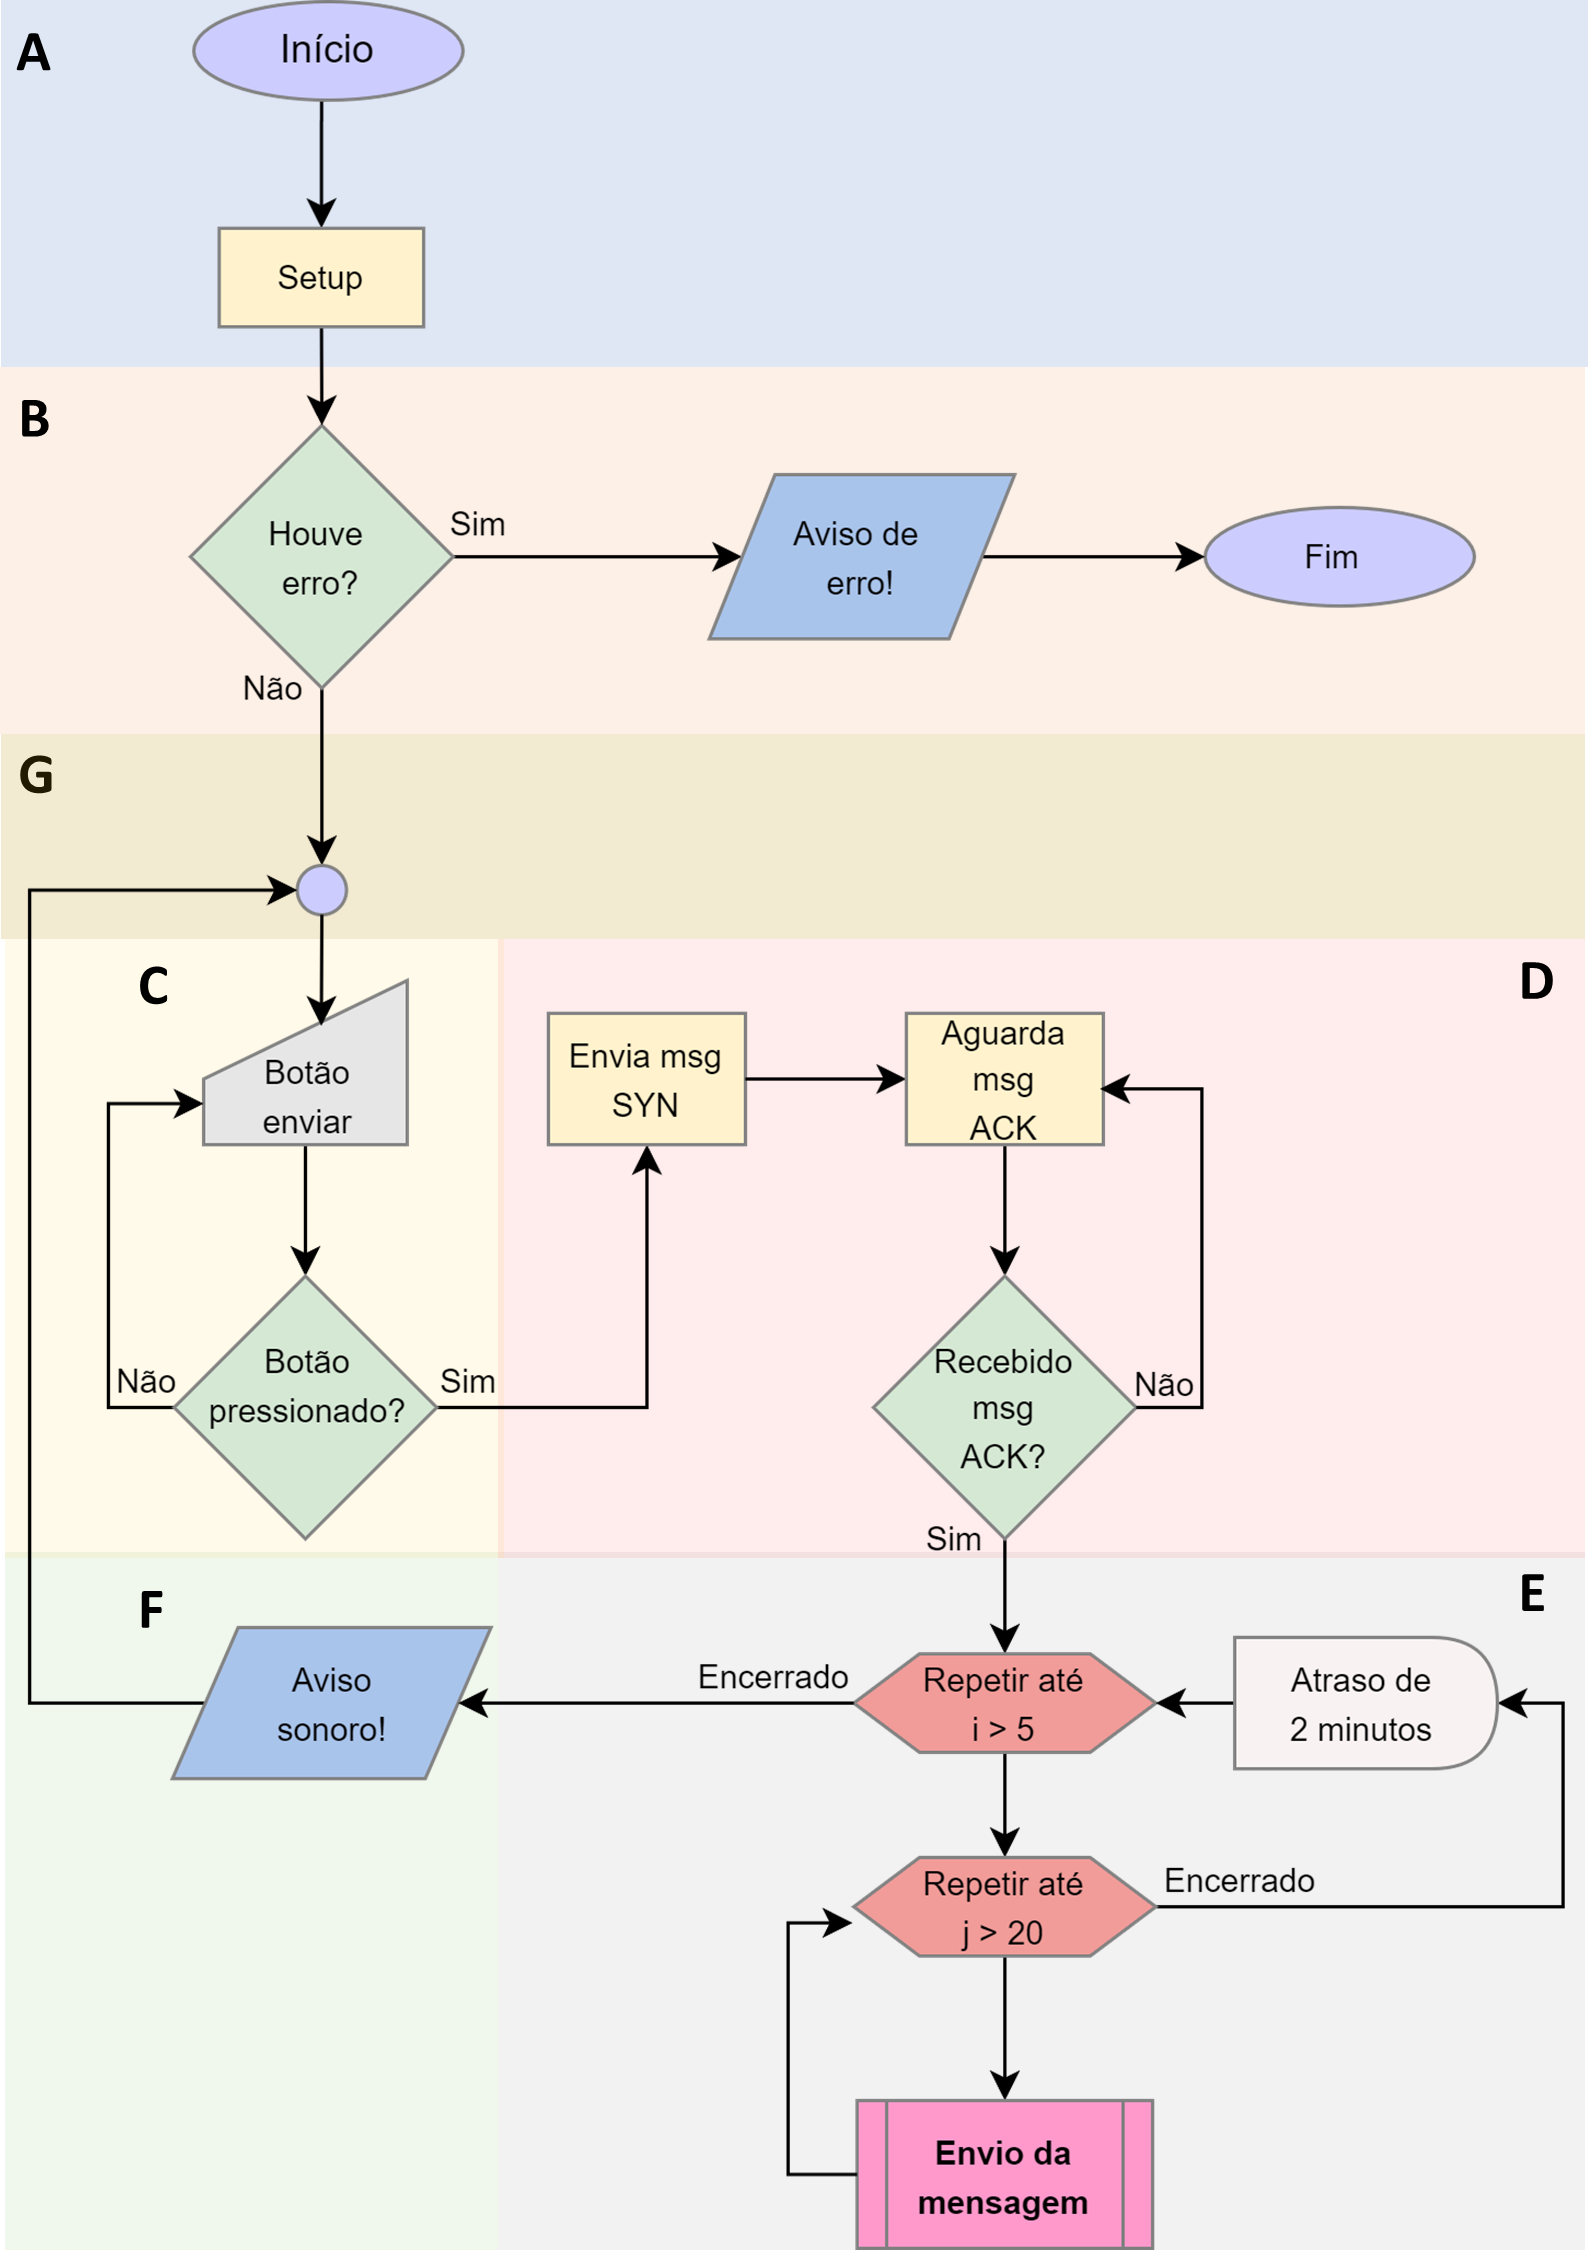 A
Início
Setup
B
Houve
erro?
Sim
Aviso de
erro!
Fim
Não
G
C
D
Botão
enviar
Envia msg
SYN
Aguarda
msg
ACK
Botão
pressionado?
Não
Sim
Recebido
msg
ACK?
Não
Sim
F
E
Aviso
sonoro!
Encerrado
Repetir até
i > 5
Atraso de
2 minutos
Repetir até
j > 20
Encerrado
Envio da
mensagem